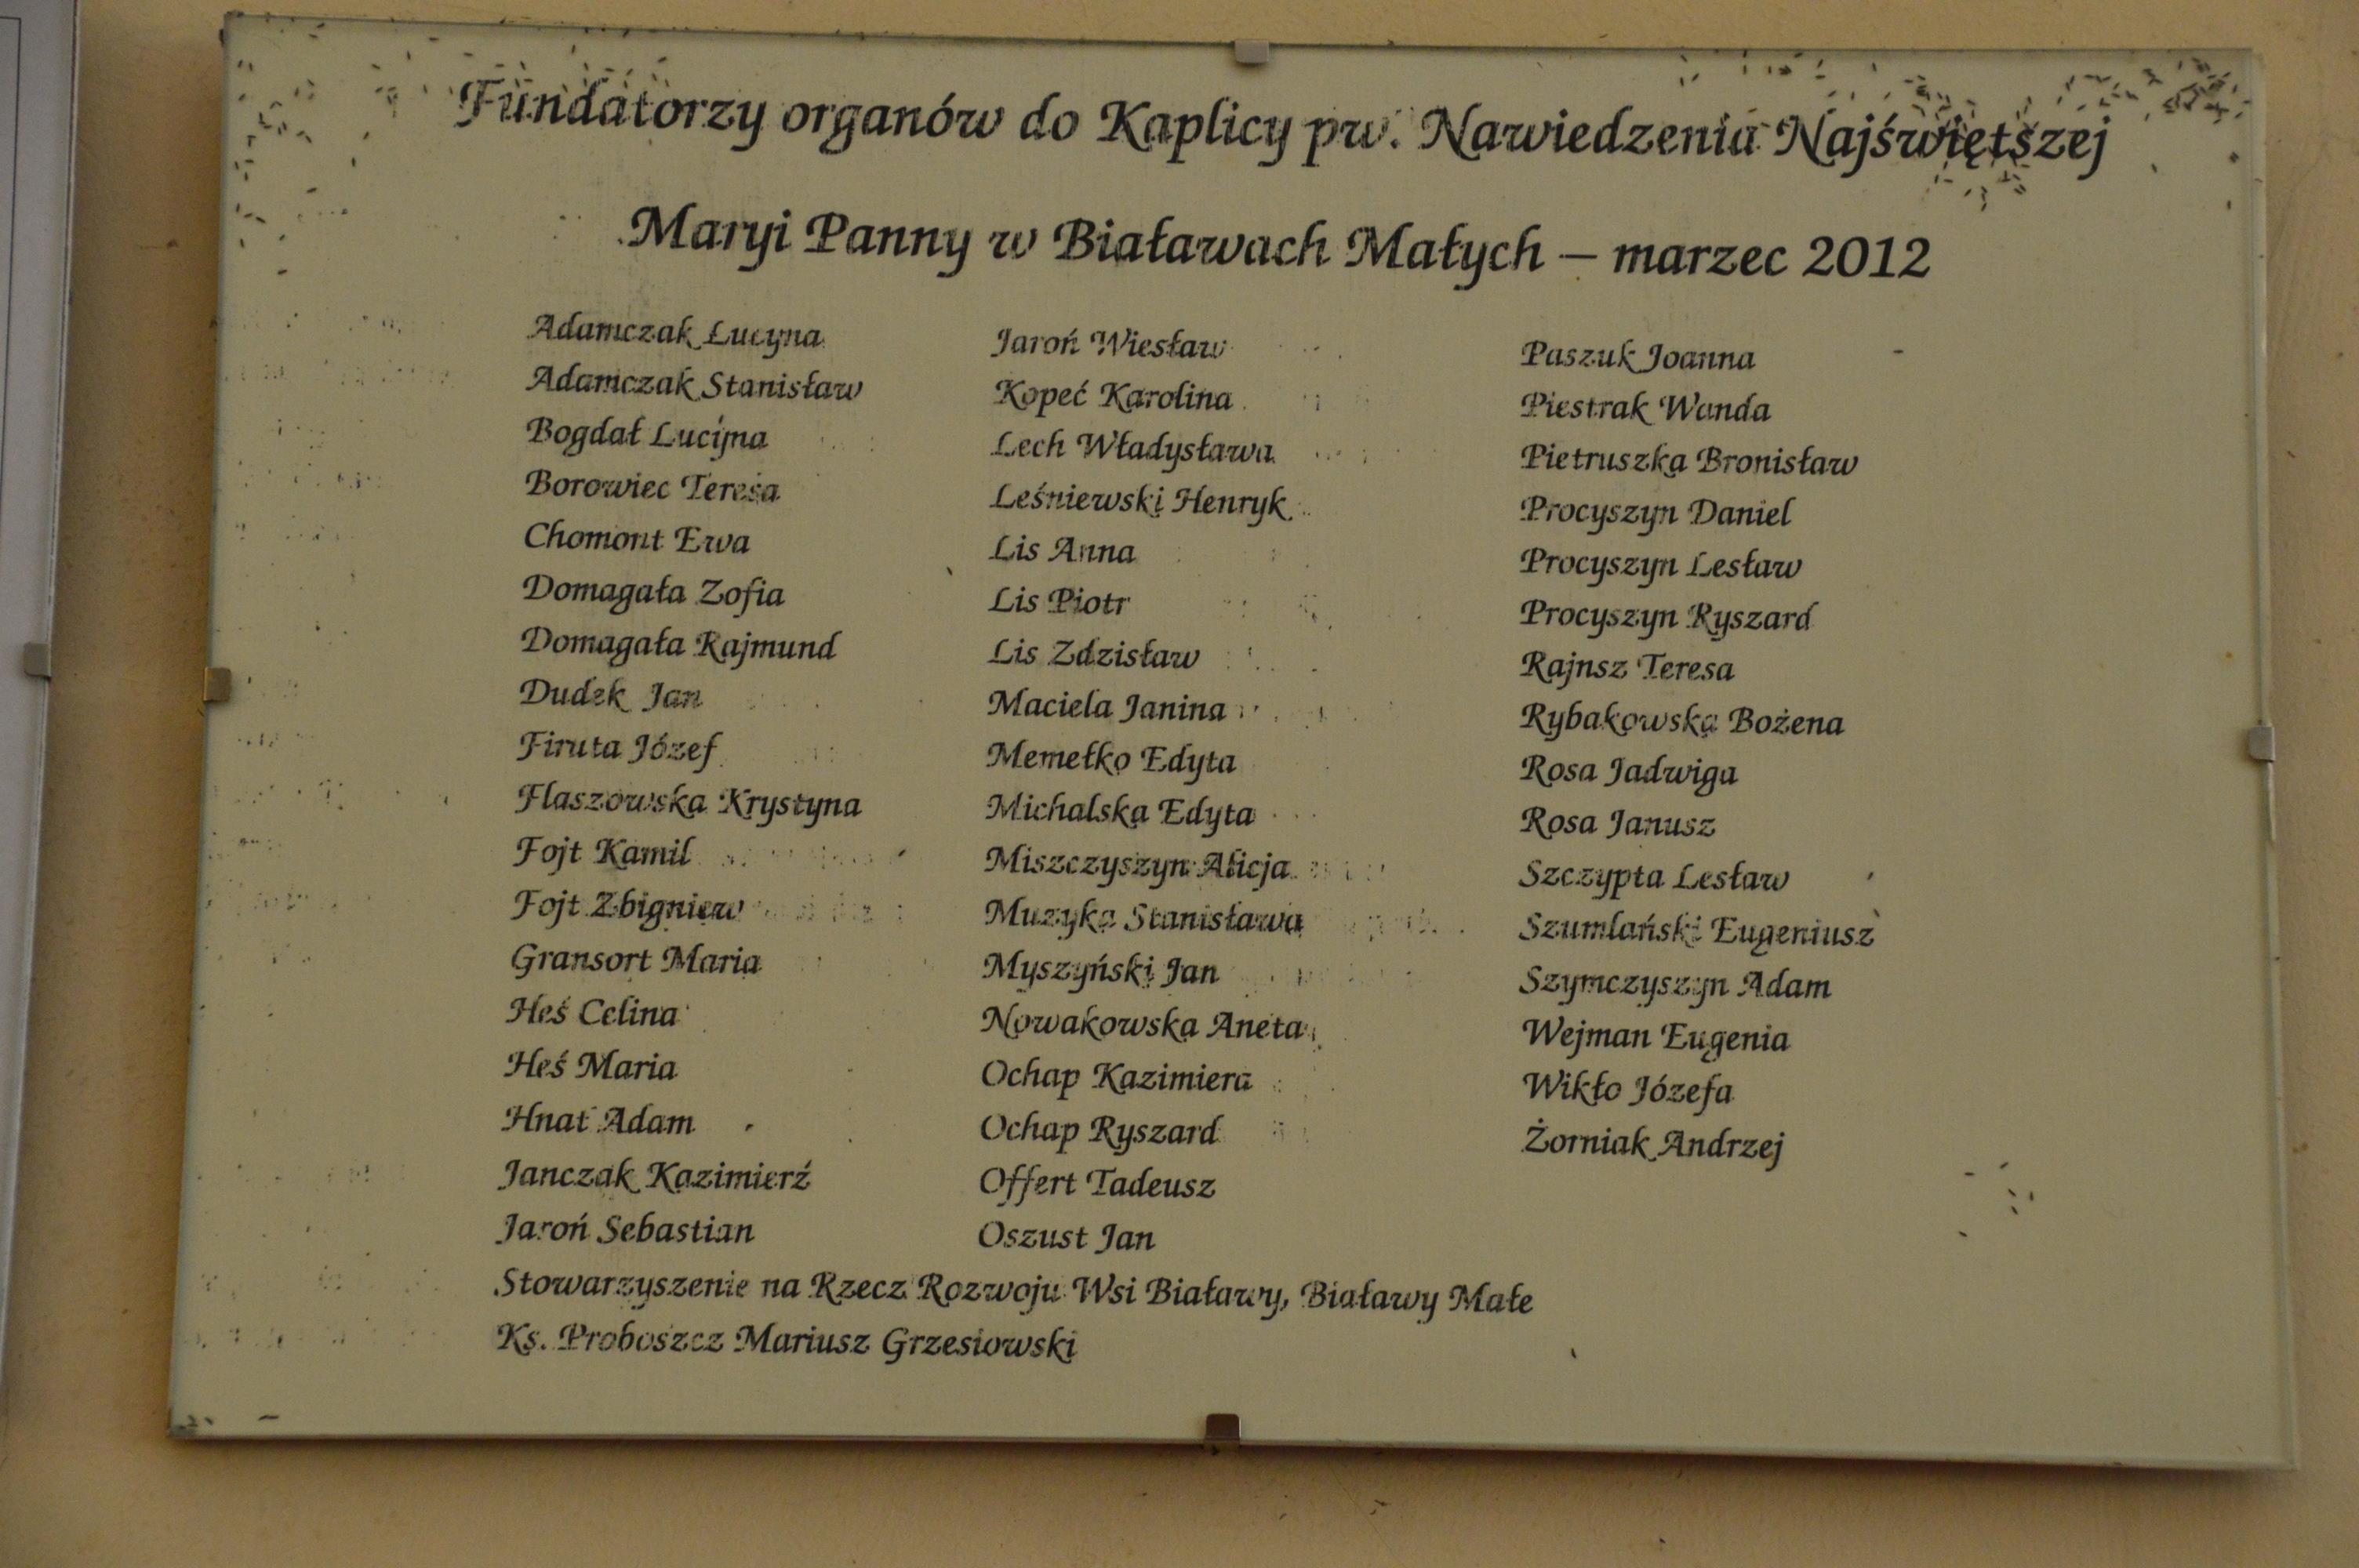 Fundatorzy organów do Kaplicy pw. Nawiedzenia Najświętszej
Maryi Panny w Białawach Małych – marzec 2012
Adamczak Lucyna
Adamczak Stanisław
Bogdał Lucyna
Borowiec Teresa
Chomont Ewa
Domagała Zofia
Domagała Rajmund
Dudek Jan
Firuta Józef
Flaszowska Krystyna
Fojt Kamil
Fojt Zbigniew
Gransort Maria
Heś Celina
Heś Maria
Hnat Adam
Janczak Kazimierz
Jaroń Sebastian
Jaroń Wiesław
Kopeć Karolina
Lech Władysława
Leśniewski Henryk
Lis Anna
Lis Piotr
Lis Zdzisław
Maciela Janina
Memełko Edyta
Michalska Edyta
Miszczyszyn Alicja
Muzyka Stanisława
Myszyński Jan
Nowakowska Aneta
Ochap Kazimiera
Ochap Ryszard
Offert Tadeusz
Oszust Jan
Paszuk Joanna
Piestrak Wanda
Pietruszka Bronisław
Procyszyn Daniel
Procyszyn Lesław
Procyszyn Ryszard
Rajnsz Teresa
Rybakowska Bożena
Rosa Jadwiga
Rosa Janusz
Szczypta Lesław
Szumlański Eugeniusz
Szymczyszyn Adam
Wejman Eugenia
Wikło Józefa
Żorniak Andrzej
Stowarzyszenie na Rzecz Rozwoju Wsi Białawy, Białawy Małe
Ks. Proboszcz Mariusz Grzesiowski